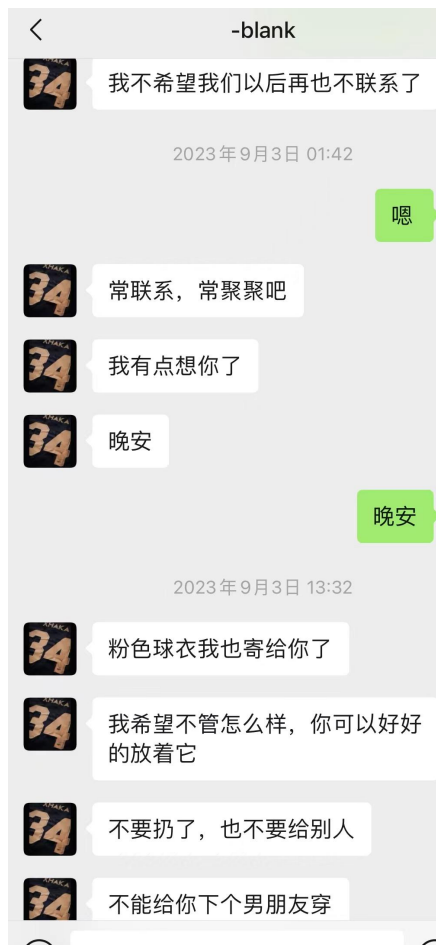 -blank
我不希望我们以后再也不联系了
2023年9月3日 01:42
嗯
常联系，常聚聚吧
我有点想你了
晚安
晚安
2023年9月3日 13:32
粉色球衣我也寄给你了
我希望不管怎么样，你可以好好
的放着它
不要扔了，也不要给别人
不能给你下个男朋友穿